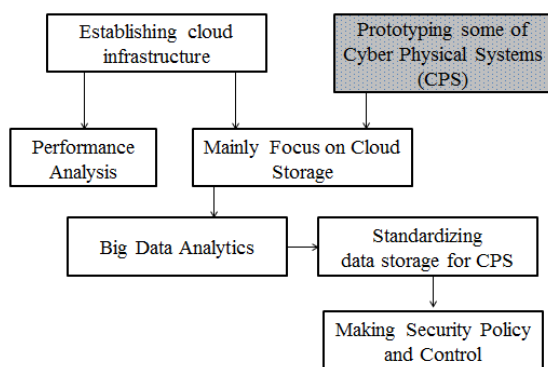 Establishing cloud
infrastructure
Prototyping some of
Cyber Physical Systems
(CPS)
Performance
Analysis
Mainly Focus on Cloud
Storage
Big Data Analytics
Standardizing
data storage for CPS
Making Security Policy
and Control